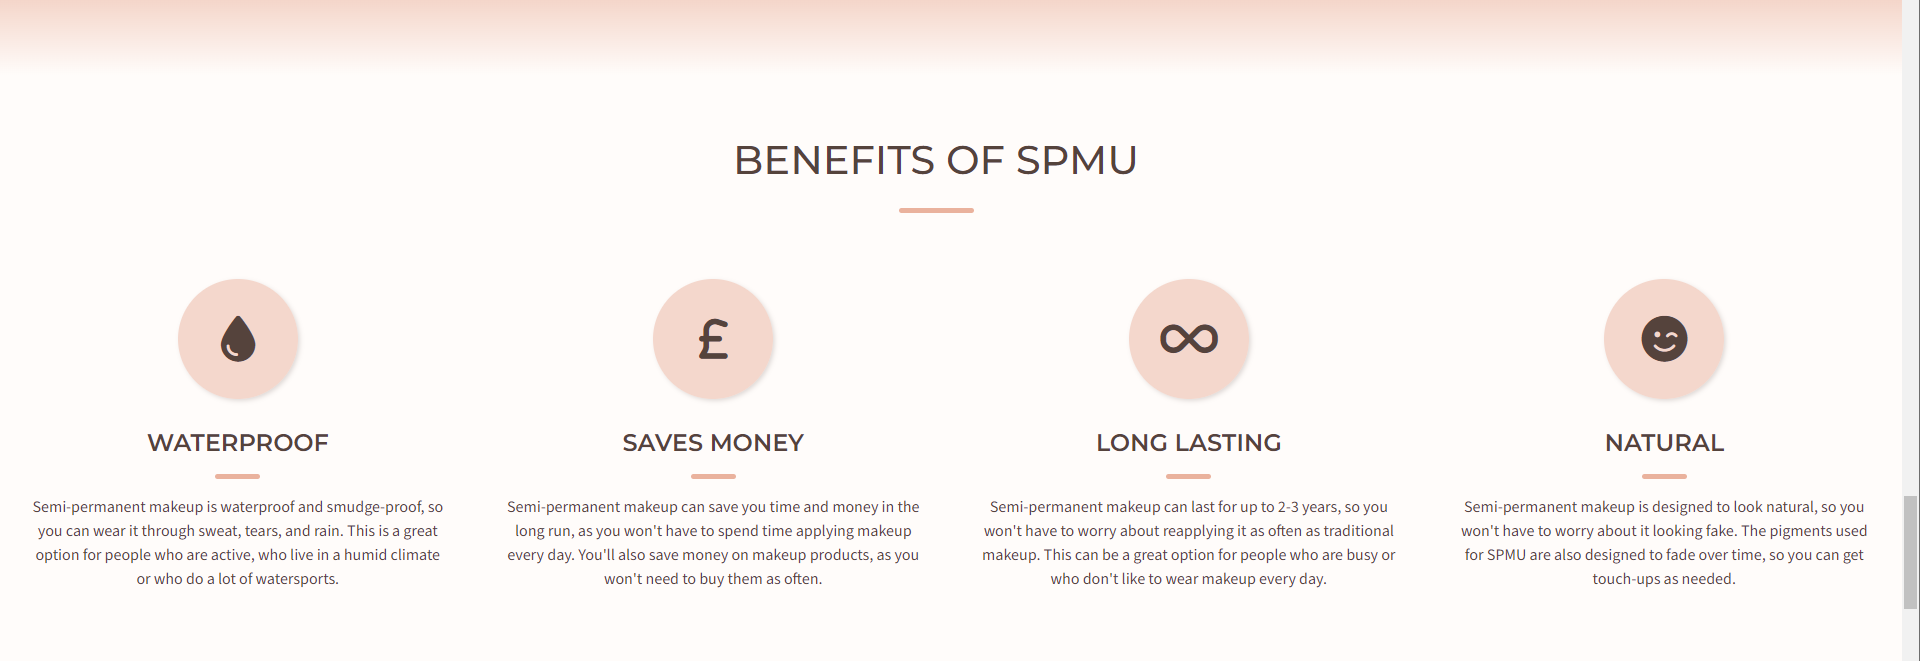 BENEFITS OF SPMU
£
WATERPROOF
Semi-permanent makeup is waterproof and smudge-proof, so
you can wear it through sweat, tears, and rain. This is a great
option for people who are active, who live in a humid climate
or who do a lot of watersports.
SAVES MONEY
Semi-permanent makeup can save you time and money in the
long run, as you won't have to spend time applying makeup
every day. You'll also save money on makeup products, as you
won't need to buy them as often.
LONG LASTING
Semi-permanent makeup can last for up to 2-3 years, so you
won't have to worry about reapplying it as often as traditional
makeup. This can be a great option for people who are busy or
who don't like to wear makeup every day.
NATURAL
Semi-permanent makeup is designed to look natural, so you
won't have to worry about it looking fake. The pigments used
for SPMU are also designed to fade over time, so you can get
touch-ups as needed.